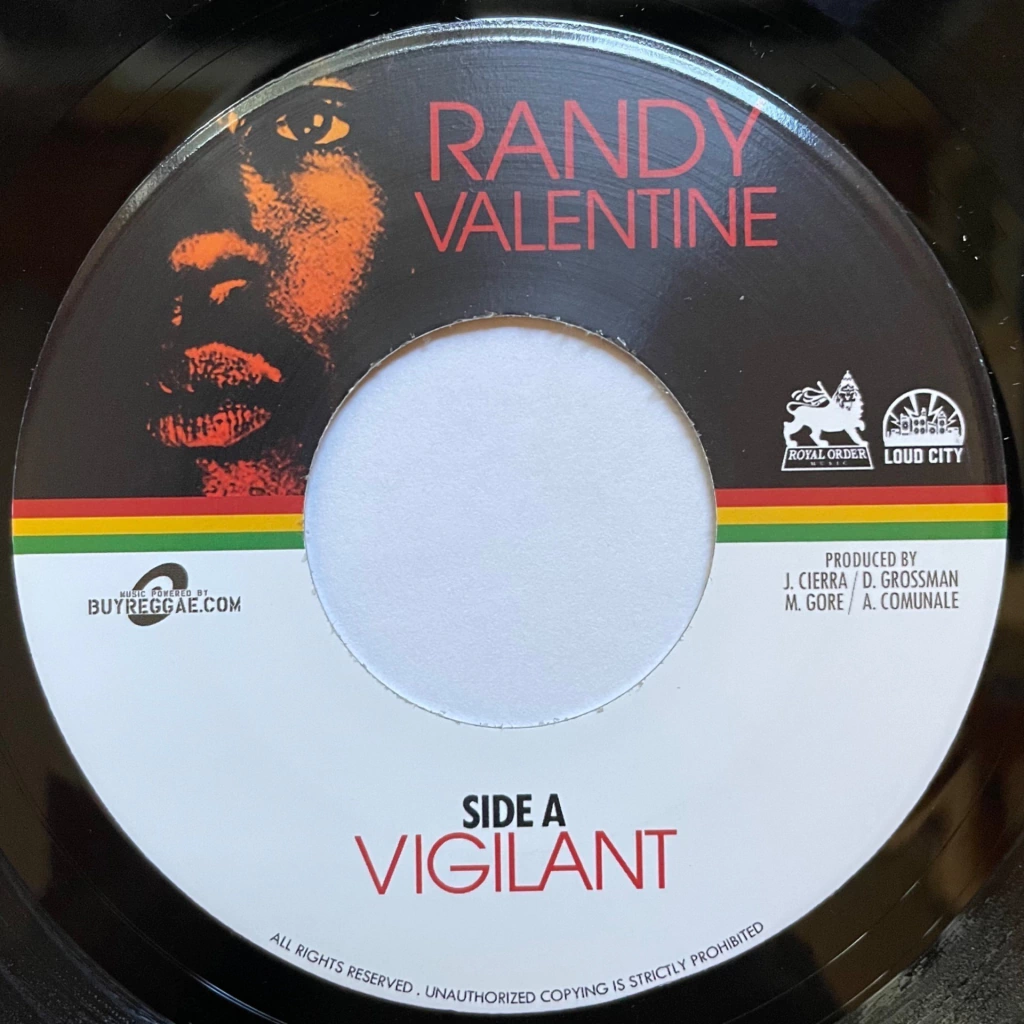 RANDY
VALENTINE
ROYAL ORDER
MUSIC
LOUD CITY
MUSIC POWERED BY
BUYREGGAE.COM
PRODUCED BY
J. CIERRA / D. GROSSMAN
M. GORE / A. COMUNALE
SIDE A
VIGILANT
ALL RIGHTS RESERVED . UNAUTHORIZED COPYING IS STRICTLY PROHIBITED